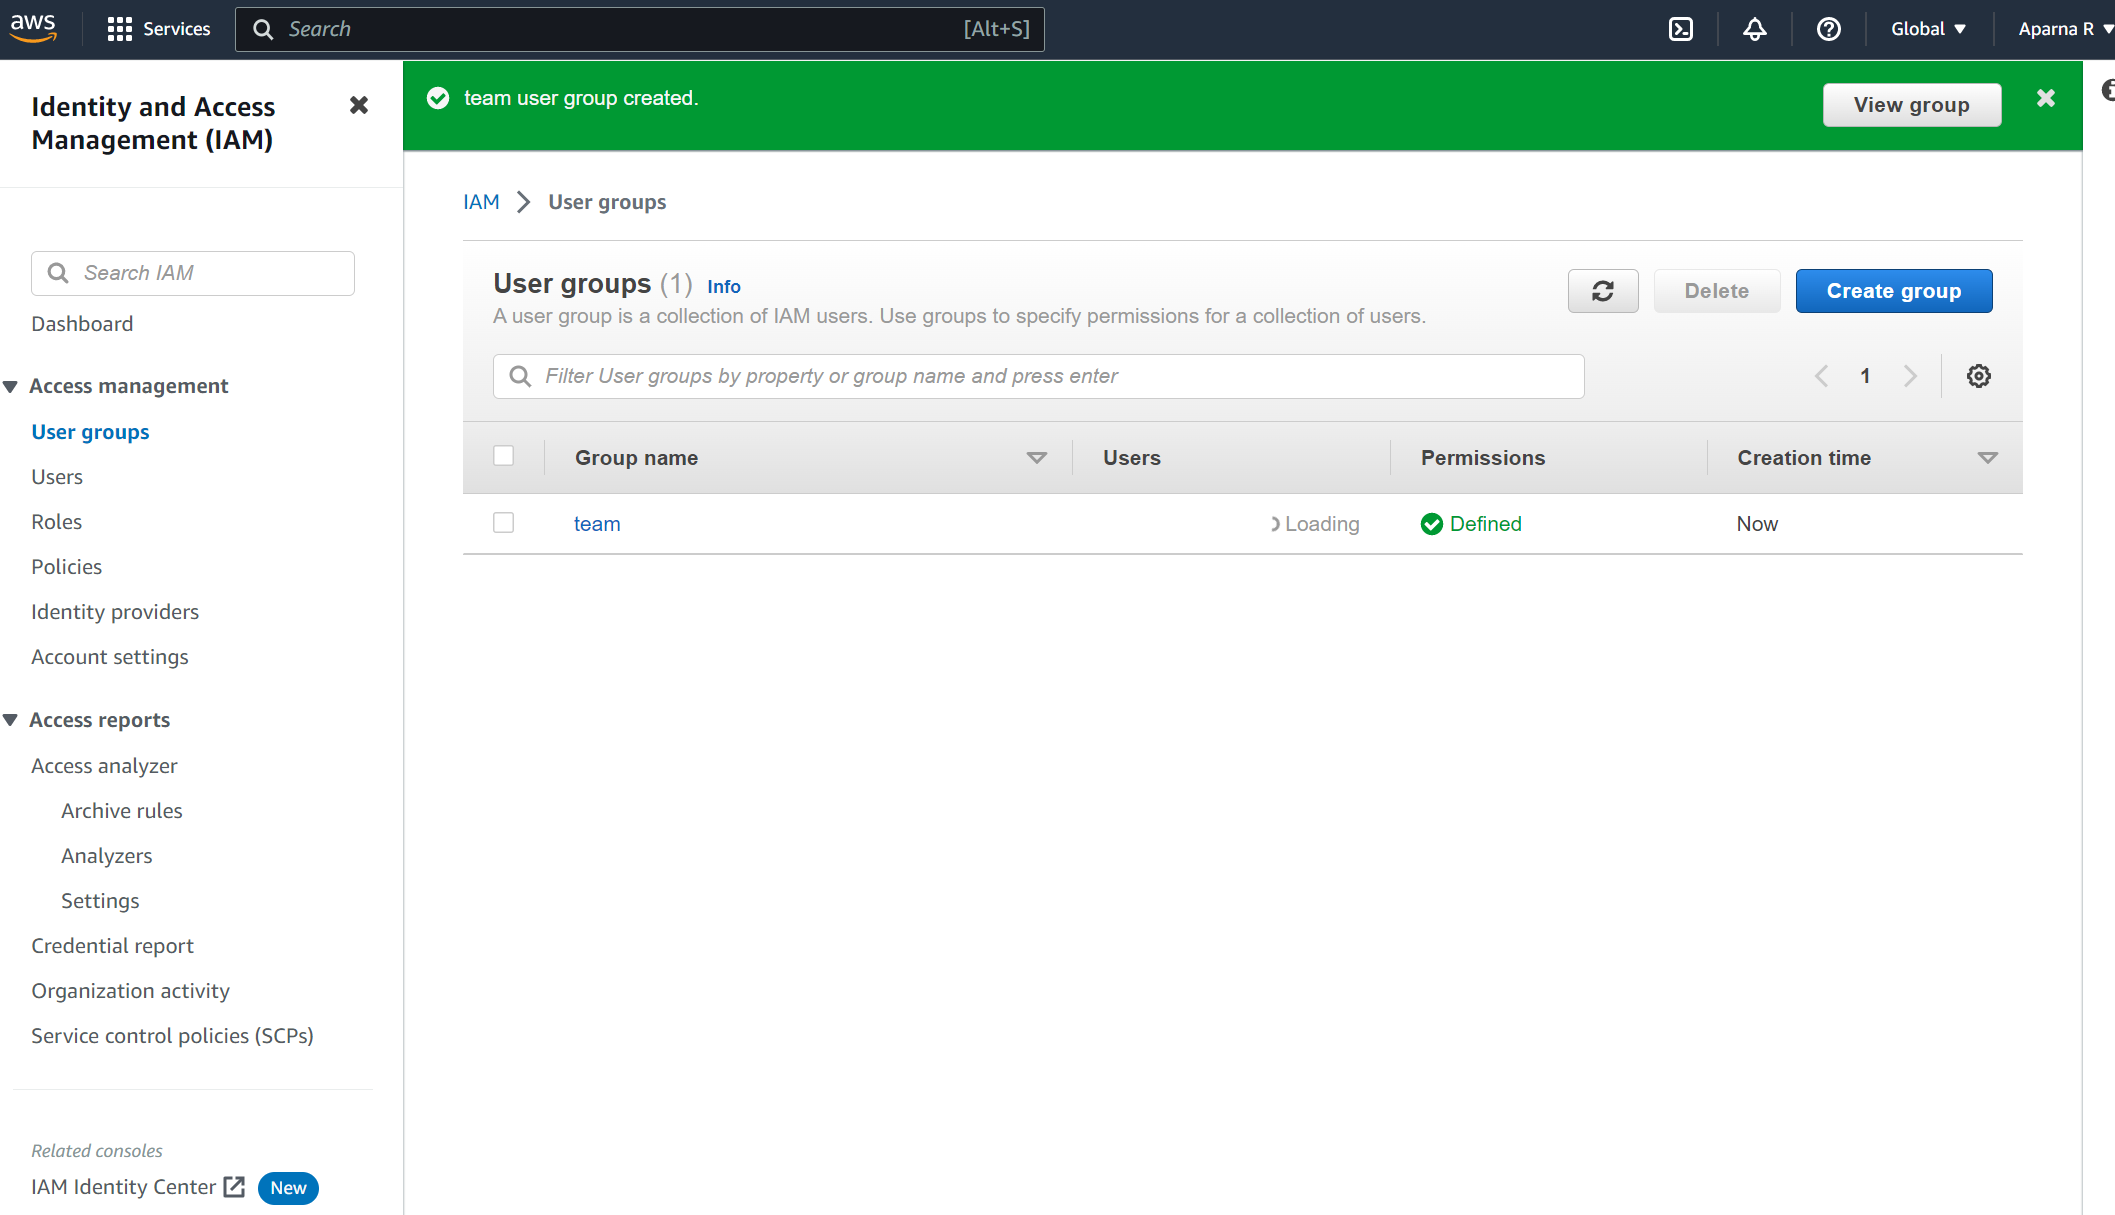 aws
Services
Search
[Alt+S]
Global
Aparna R
Identity and Access
Management (IAM)
Search IAM
Dashboard
Access management
User groups
Users
Roles
Policies
Identity providers
Account settings
Access reports
Access analyzer
Archive rules
Analyzers
Settings
Credential report
Organization activity
Service control policies (SCPs)
Related consoles
IAM Identity Center
New
team user group created.
View group
IAM
User groups
User groups (1) Info
A user group is a collection of IAM users. Use groups to specify permissions for a collection of users.
Delete
Create group
Filter User groups by property or group name and press enter
1
Group name
Users
Permissions
Creation time
team
Loading
Defined
Now